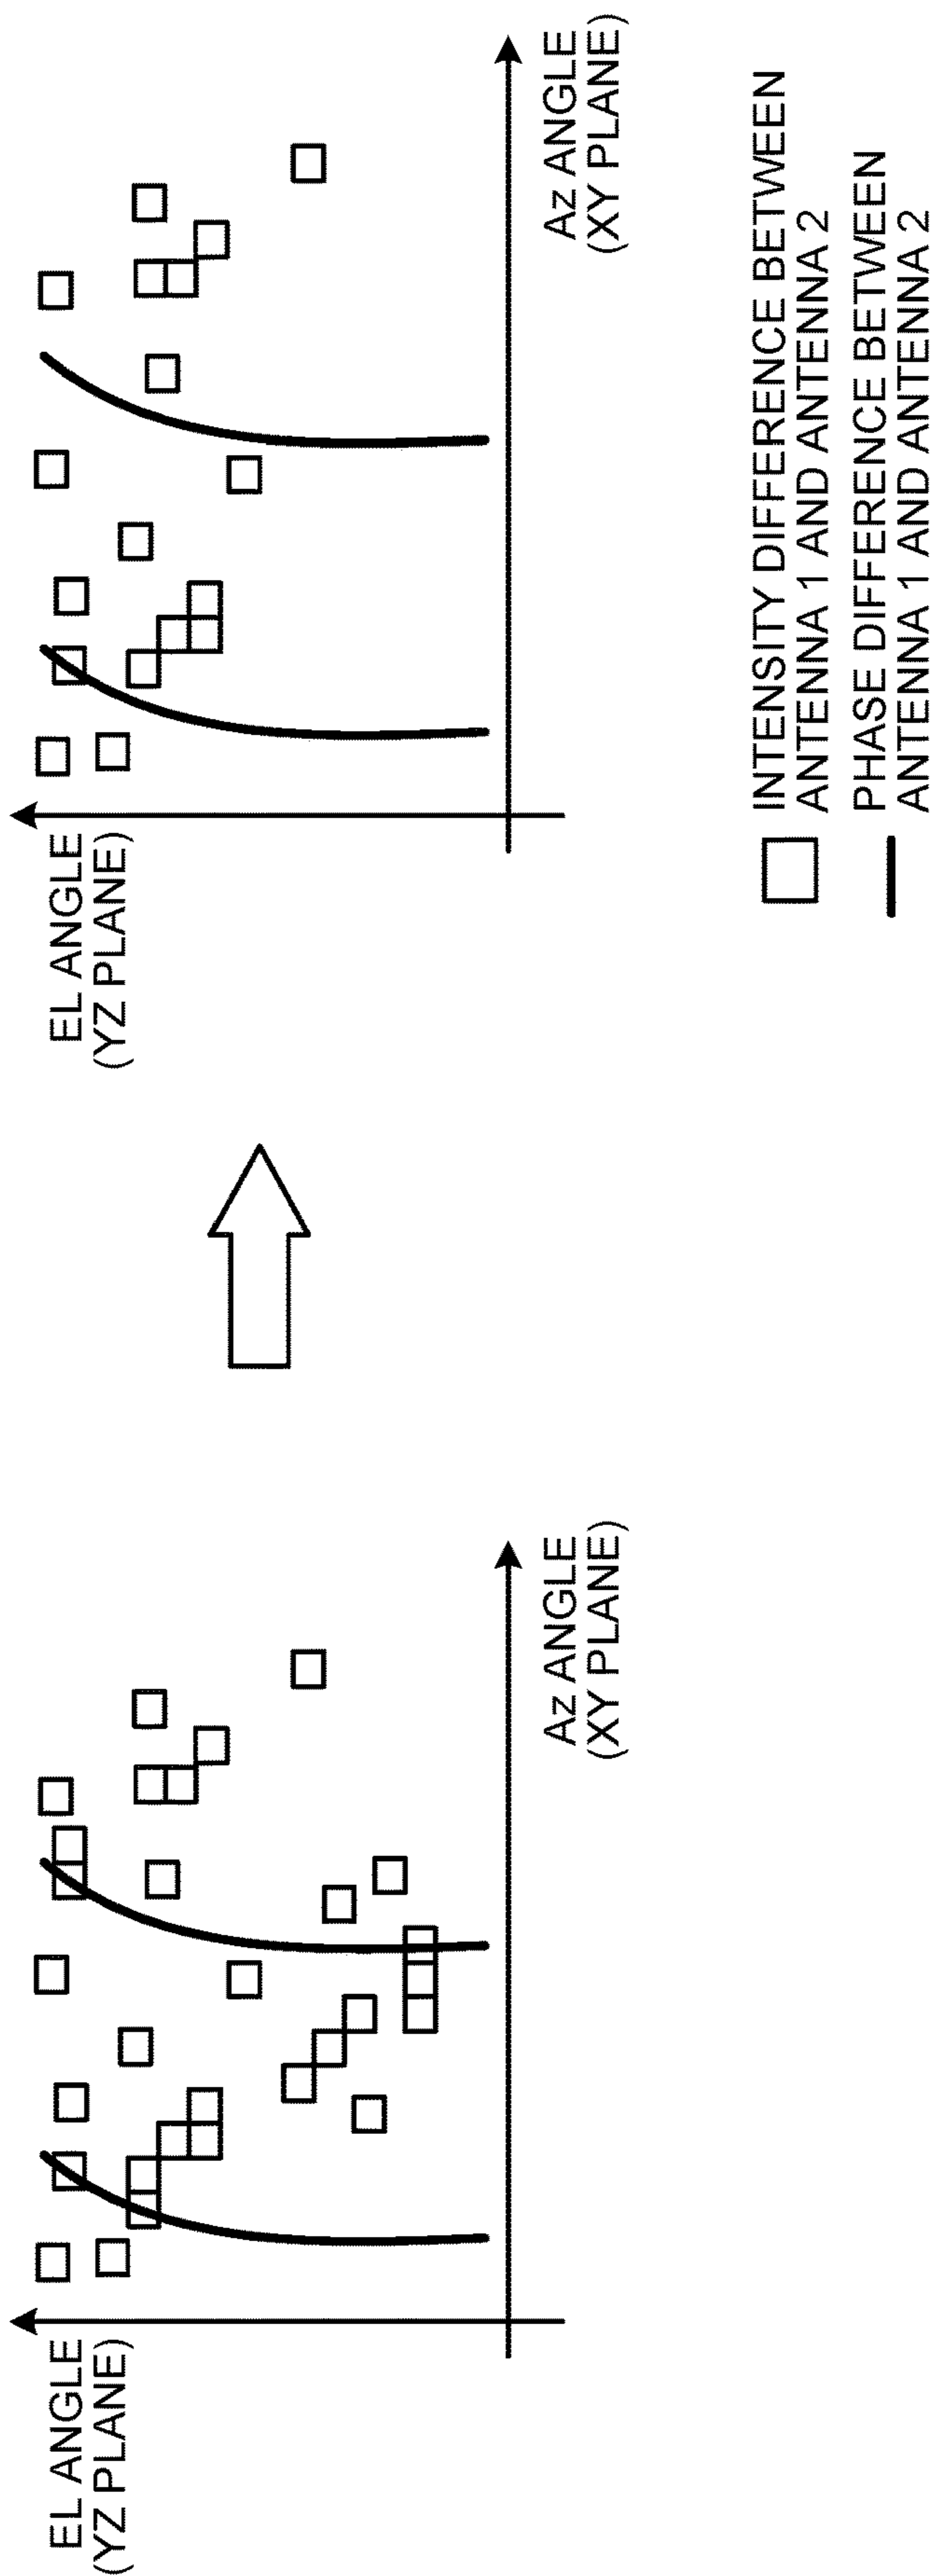 EL ANGLE
(YZ PLANE)
Az ANGLE
(XY PLANE)
EL ANGLE
(YZ PLANE)
Az ANGLE
(XY PLANE)
INTENSITY DIFFERENCE BETWEEN
ANTENNA 1 AND ANTENNA 2
PHASE DIFFERENCE BETWEEN
ANTENNA 1 AND ANTENNA 2